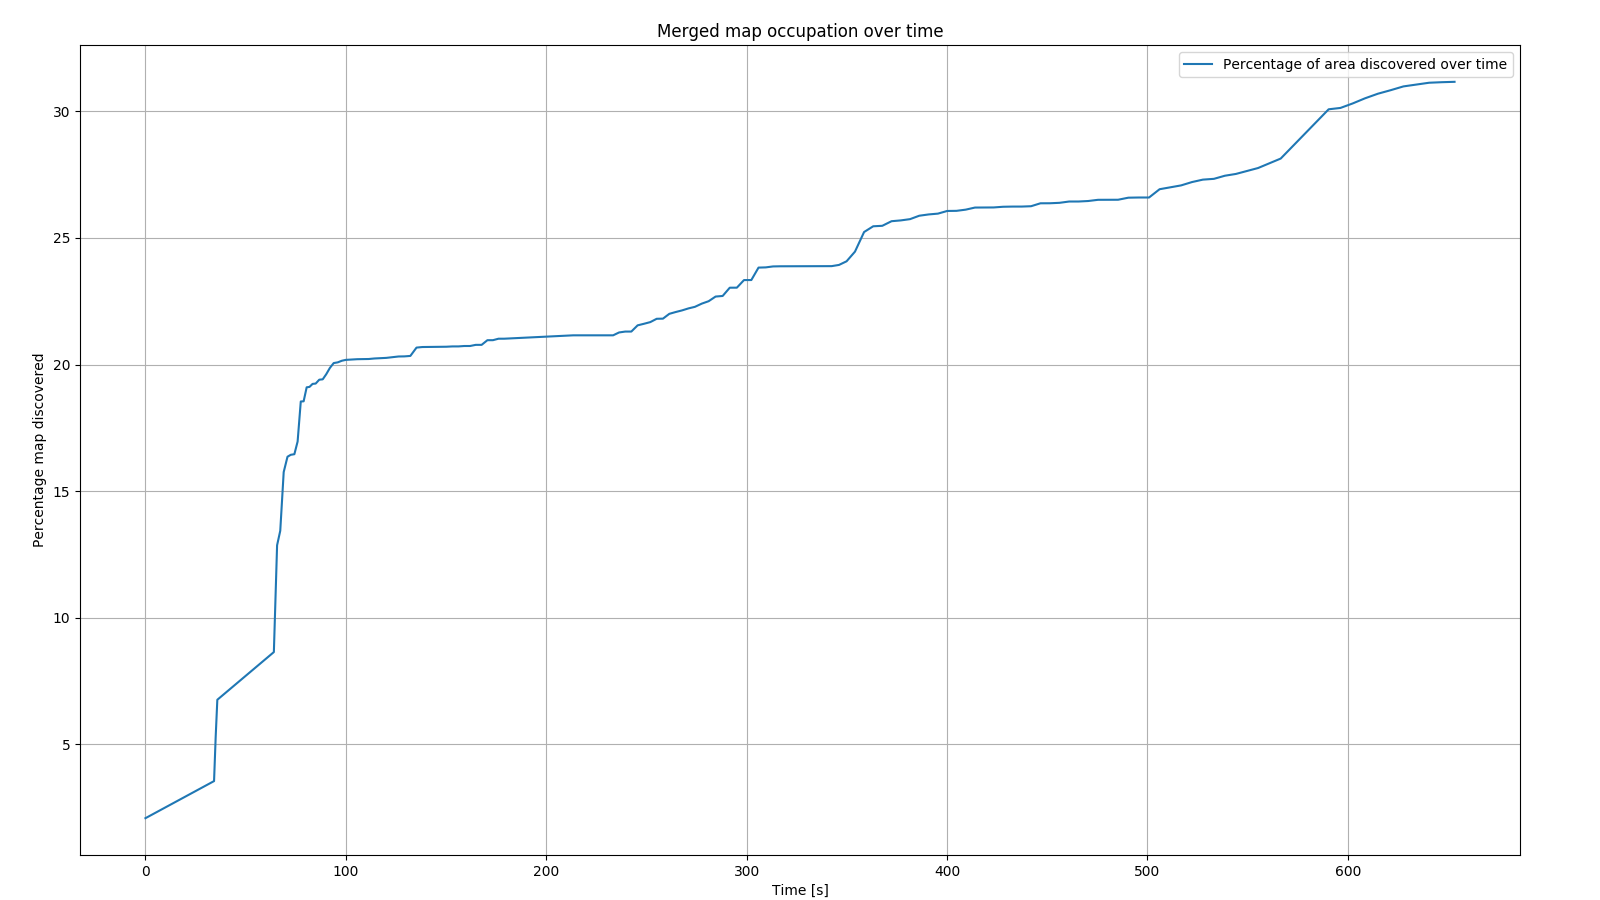 Merged map occupation over time
Percentage of area discovered over time
Percentage map discovered
30
25
20
15
10
5
0 100 200 300 400 500 600
Time [s]